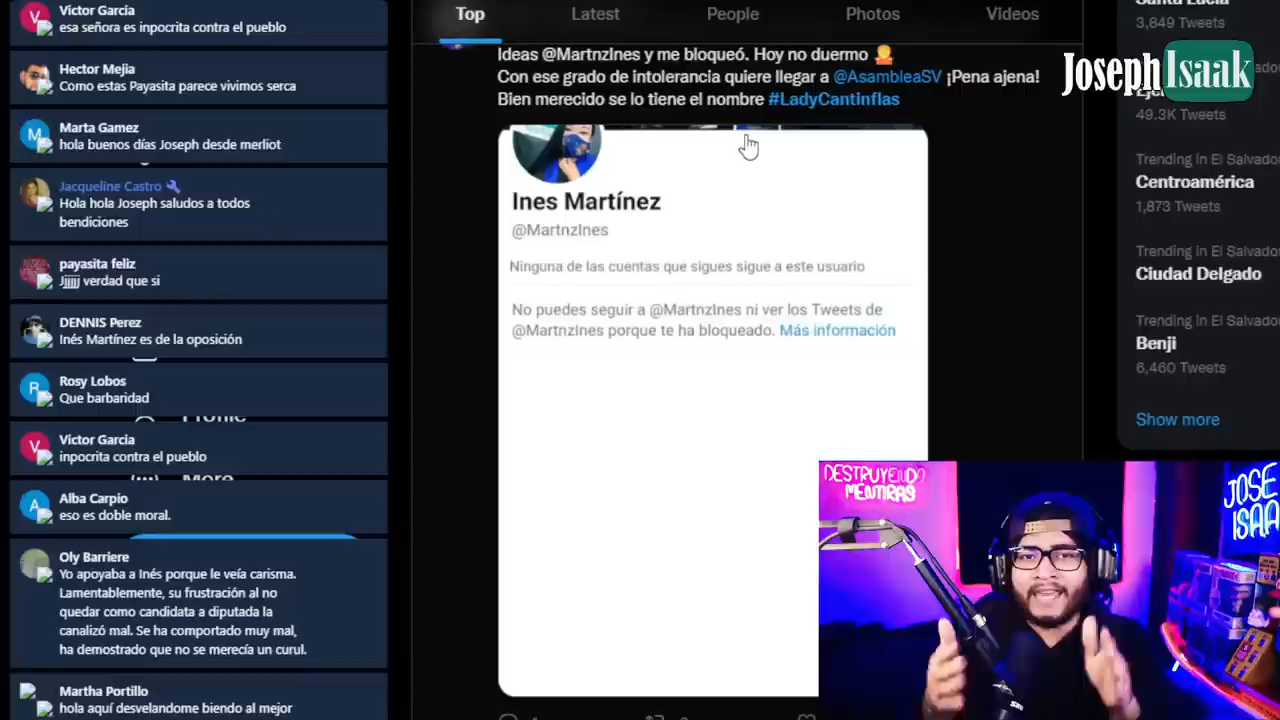 Victor Garcia
esa señora es inpocrita contra el pueblo
Hector Mejia
Como estas Payasita parece vivimos serca
Marta Gamez
hola buenos días Joseph desde merliot
Jacqueline Castro
Hola hola Joseph saludos a todos
bendiciones
payasita feliz
Jjjjj verdad que si
DENNIS Perez
Inés Martínez es de la oposición
Rosy Lobos
Que barbaridad
Profile
Victor Garcia
inpocrita contra el pueblo
More
Alba Carpio
eso es doble moral.
Oly Barriere
Yo apoyaba a Inés porque le veía carisma.
Lamentablemente, su frustración al no
quedar como candidata a diputada la
canalizó mal. Se ha comportado muy mal,
ha demostrado que no se merecía un curul.
Martha Portillo
hola aquí desvelandome biendo al mejor
Top
Latest
People
Photos
Videos
Ideas @MartnzInes y me bloqueó. Hoy no duermo
Con ese grado de intolerancia quiere llegar a @AsambleaSV ¡Pena ajena!
Bien merecido se lo tiene el nombre #LadyCantinflas
Ines Martínez
@MartnzInes
Ninguna de las cuentas que sigues sigue a este usuario
No puedes seguir a @MartnzInes ni ver los Tweets de
@MartnzInes porque te ha bloqueado. Más información
Santa Lucía
3,849 Tweets
Joseph Isaak
49.3K Tweets
Trending in El Salvador
Centroamérica
1,873 Tweets
Trending in El Salvador
Ciudad Delgado
Trending in El Salvador
Benji
6,460 Tweets
Show more
DESTRUYENDO
MENTIRAS
JOSE
ISAA